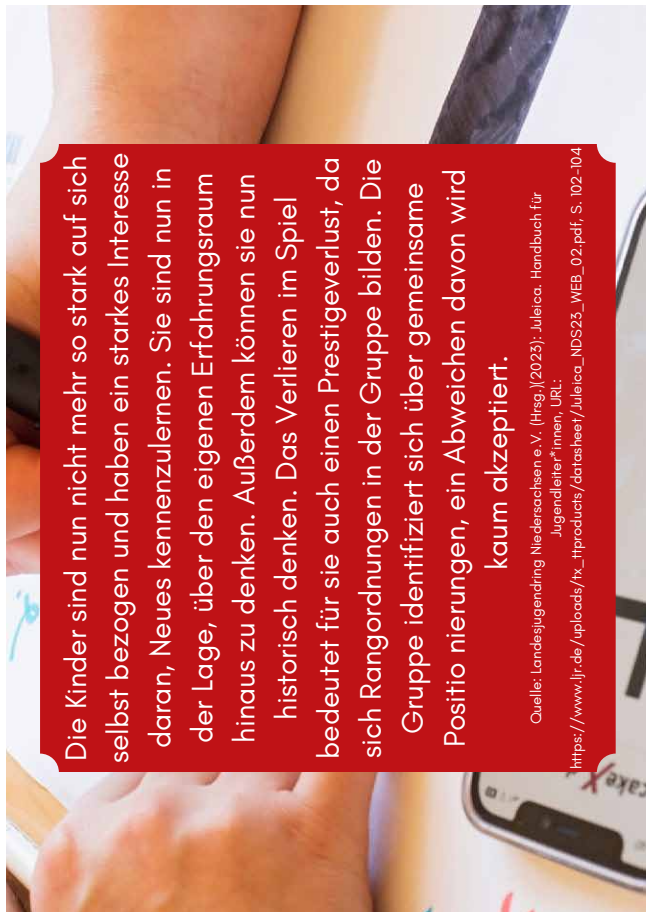 Die Kinder sind nun nicht mehr so stark auf sich
selbst bezogen und haben ein starkes Interesse
daran, Neues kennenzulernen. Sie sind nun in
der Lage, über den eigenen Erfahrungsraum
hinaus zu denken. Außerdem können sie nun
historisch denken. Das Verlieren im Spiel
bedeutet für sie auch einen Prestigeverlust, da
sich Rangordnungen in der Gruppe bilden. Die
Gruppe identifiziert sich über gemeinsame
Positio nierungen, ein Abweichen davon wird
kaum akzeptiert.
Quelle: Landesjugendring Niedersachsen e.V. (Hrsg.)(2023): Juleica. Handbuch für
Jugendleiter*innen, URL:
https://www.ljr.de/uploads/tx_ttproducts/datasheet/Juleica_NDS23_WEB_02.pdf, S. 102-104